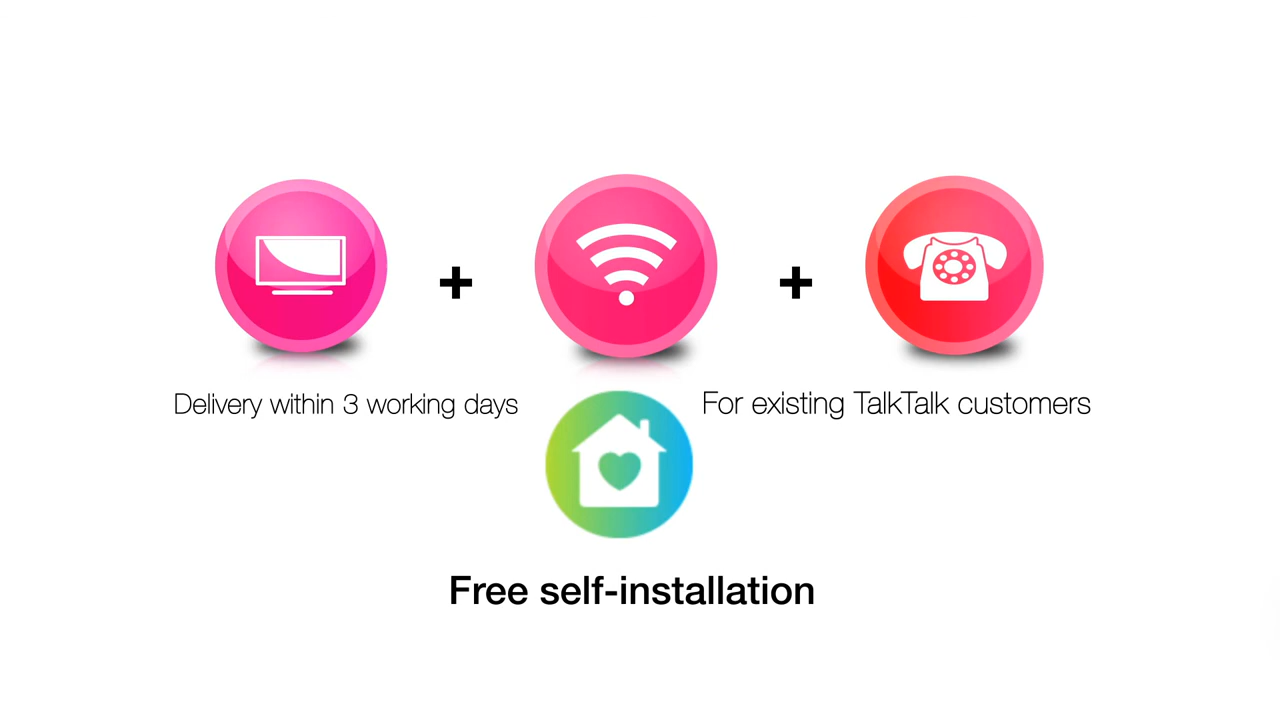 + +
Delivery within 3 working days
For existing TalkTalk customers
Free self-installation